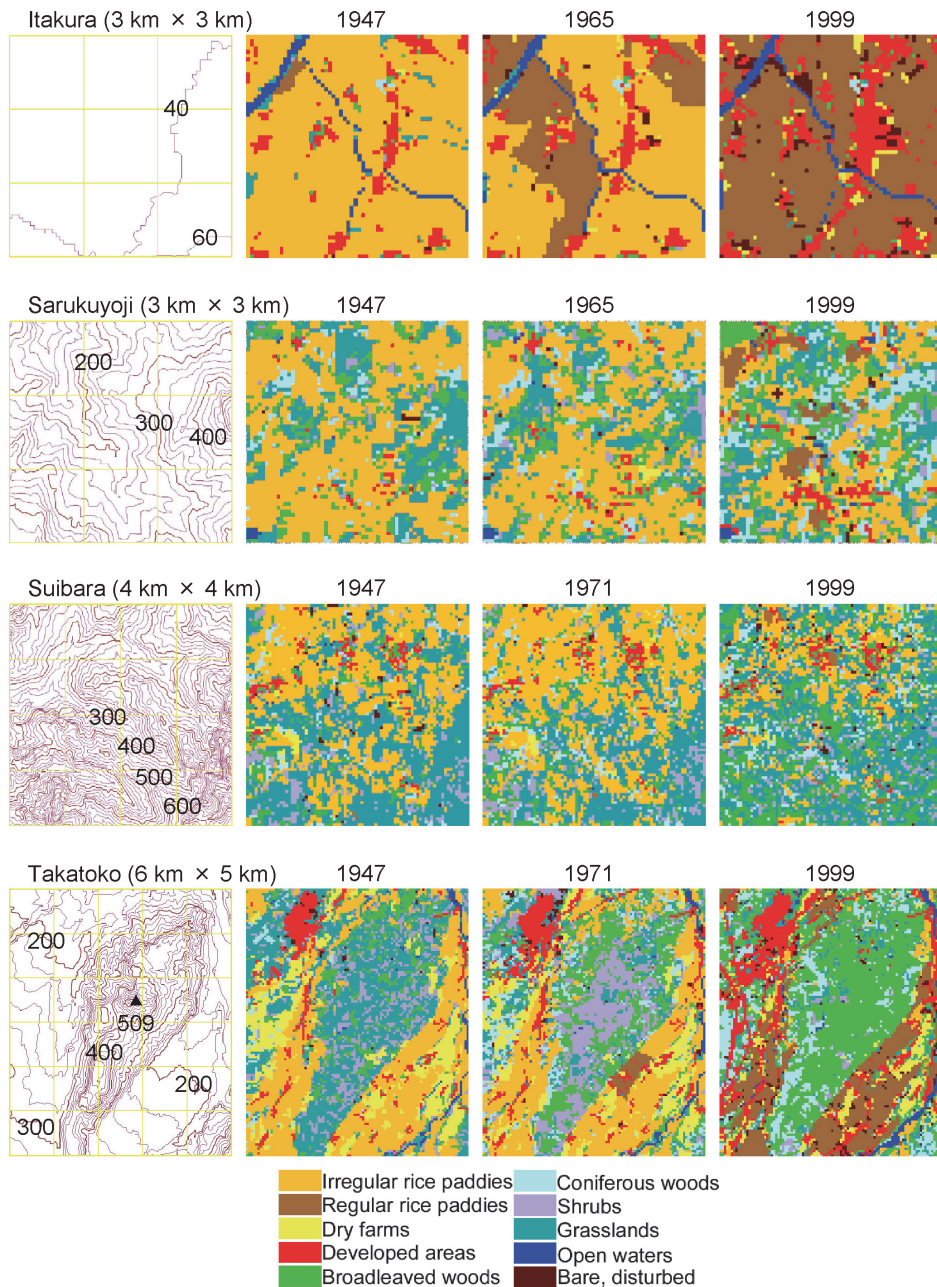 Itakura (3 km × 3 km)
1947
1965
1999
40
60
Sarukuyoji (3 km × 3 km)
1947
1965
1999
200
300
400
Suibara (4 km × 4 km)
1947
1971
1999
300
400
500
600
Takatoko (6 km × 5 km)
1947
1971
1999
200
509
400
200
300
Irregular rice paddies
Regular rice paddies
Dry farms
Developed areas
Broadleaved woods
Coniferous woods
Shrubs
Grasslands
Open waters
Bare, disturbed